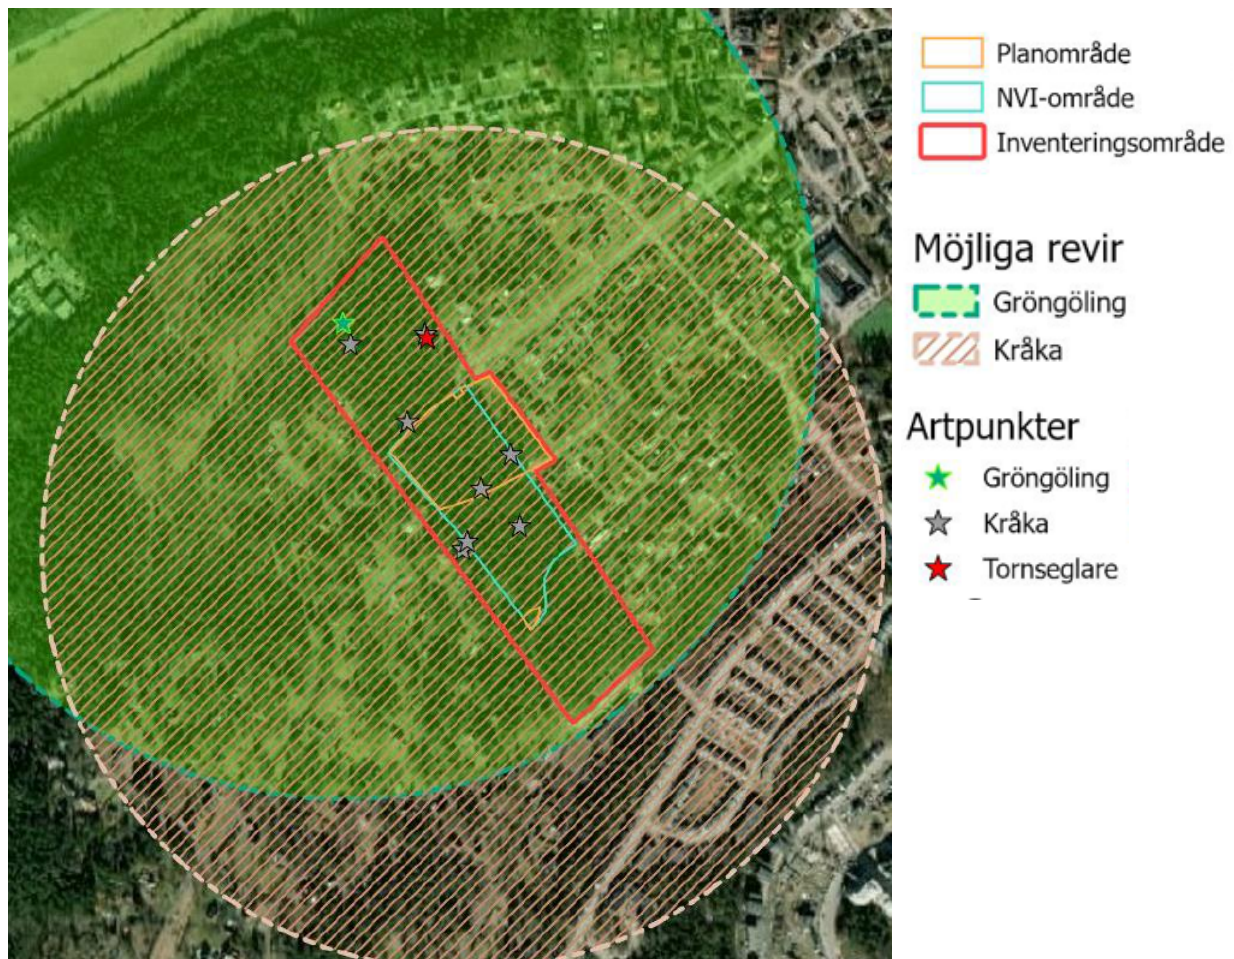 Planområde
NVI-område
Inventeringsområde
Möjliga revir
Gröngöling
Kråka
Artpunkter
Gröngöling
Kråka
Tornseglare